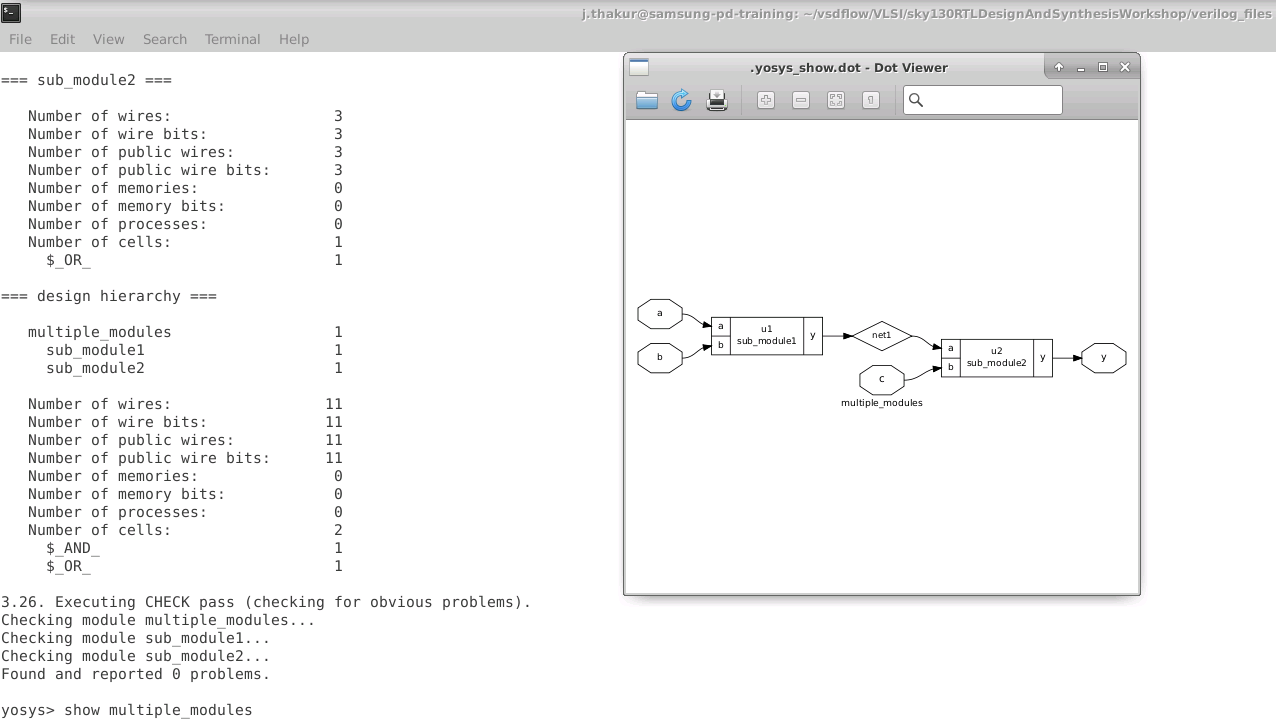 j.thakur@samsung-pd-training: ~/vsdflow/VLSI/sky130RTLDesignAndSynthesisWorkshop/verilog_files
File Edit View Search Terminal Help
=== sub_module2 ===
Number of wires: 3
Number of wire bits: 3
Number of public wires: 3
Number of public wire bits: 3
Number of memories: 0
Number of memory bits: 0
Number of processes: 0
Number of cells: 1
$_OR_ 1
=== design hierarchy ===
multiple_modules 1
sub_module1 1
sub_module2 1
Number of wires: 11
Number of wire bits: 11
Number of public wires: 11
Number of public wire bits: 11
Number of memories: 0
Number of memory bits: 0
Number of processes: 0
Number of cells: 2
$_AND_ 1
$_OR_ 1
3.26. Executing CHECK pass (checking for obvious problems).
Checking module multiple_modules...
Checking module sub_module1...
Checking module sub_module2...
Found and reported 0 problems.
yosys> show multiple_modules
.yosys_show.dot - Dot Viewer
a
b
a
b
u1
sub_module1
y
net1
c
multiple_modules
a
b
u2
sub_module2
y
y